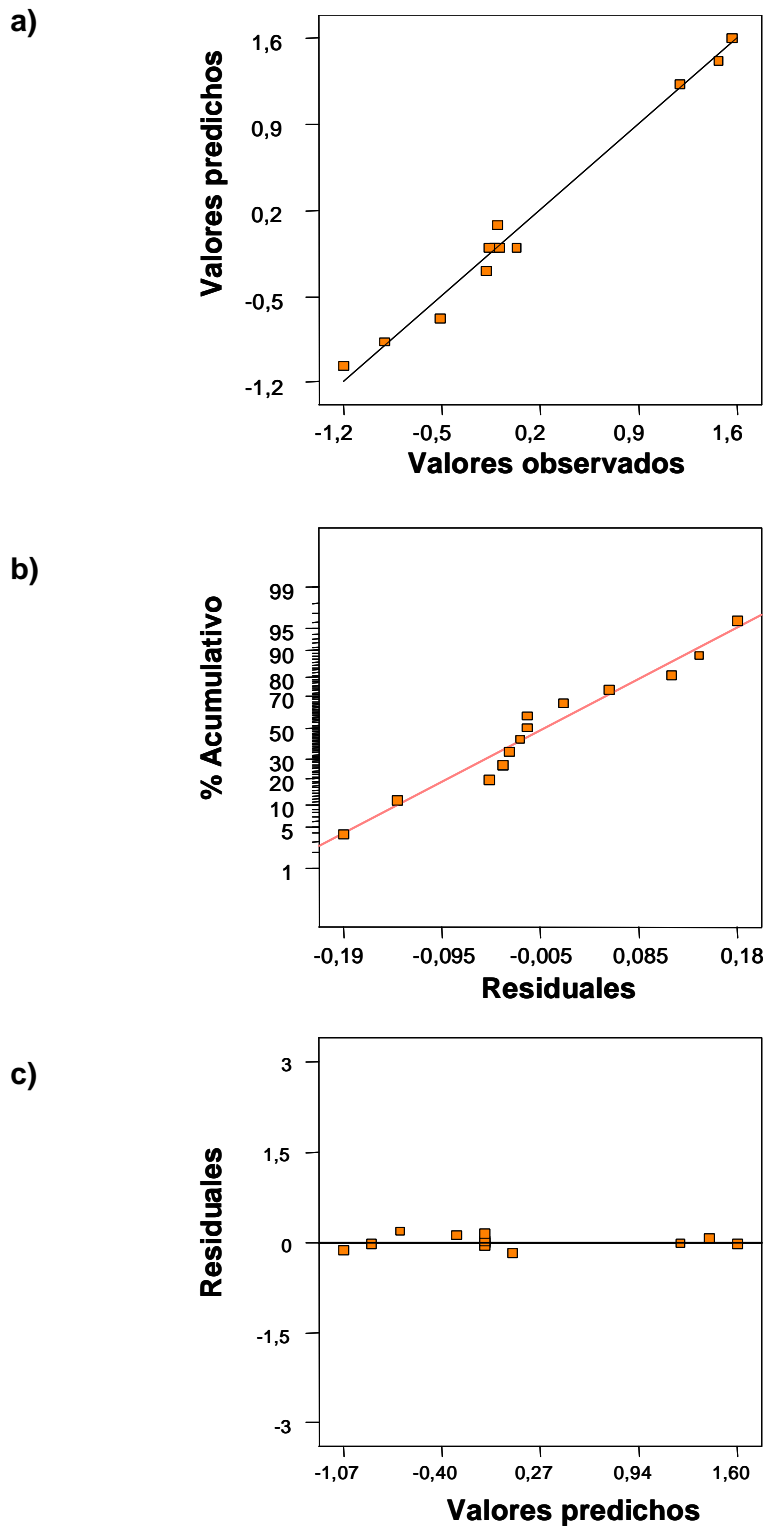 a)
Valores predichos
1,6
0,9
0,2
-0,5
-1,2
-1,2 -0,5 0,2 0,9 1,6
Valores observados
b)
% Acumulativo
99
95
90
80
70
50
30
20
10
5
1
-0,19 -0,095 -0,005 0,085 0,18
Residuales
c)
Residuales
3
1,5
0
-1,5
-3
-1,07 -0,40 0,27 0,94 1,60
Valores predichos